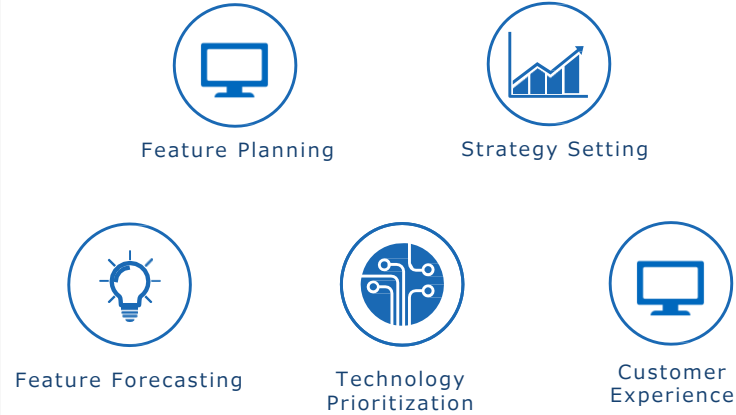 Feature Planning
Strategy Setting
Feature Forecasting
Technology
Prioritization
Customer
Experience